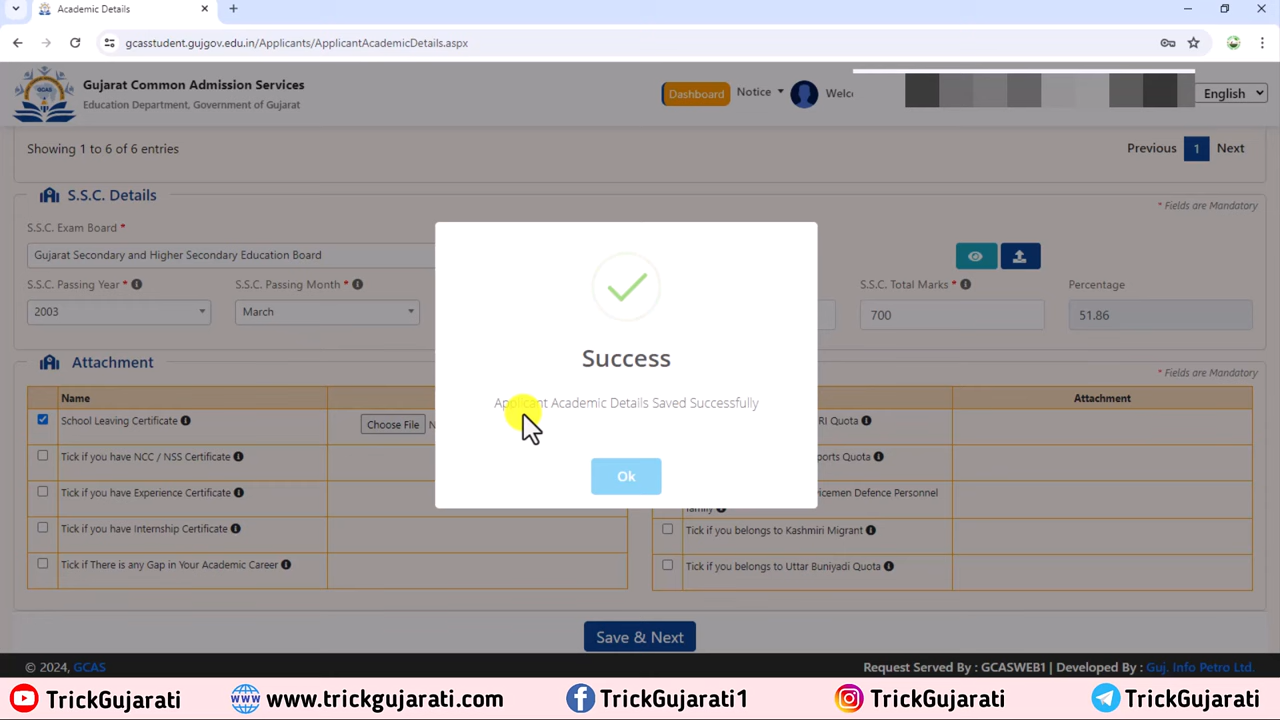 Academic Details
gcasstudent.gujgov.edu.in/Applicants/ApplicantAcademicDetails.aspx
Gujarat Common Admission Services
Education Department, Government of Gujarat
Dashboard
Notice
Welc
English
Showing 1 to 6 of 6 entries
Previous 1 Next
S.S.C. Details
* Fields are Mandatory
S.S.C. Exam Board *
Gujarat Secondary and Higher Secondary Education Board
S.S.C. Passing Year *
S.S.C. Passing Month *
S.S.C. Total Marks *
Percentage
2003
March
700
51.86
Success
Applicant Academic Details Saved Successfully
Ok
Attachment
* Fields are Mandatory
Name
Attachment
School Leaving Certificate
Choose File N
RI Quota
Tick if you have NCC / NSS Certificate
orts Quota
Tick if you have Experience Certificate
vicemen Defence Personnel
family
Tick if you have Internship Certificate
Tick if you belongs to Kashmiri Migrant
Tick if There is any Gap in Your Academic Career
Tick if you belongs to Uttar Buniyadi Quota
Save & Next
© 2024, GCAS
Request Served By : GCASWEB1 | Developed By : Guj. Info Petro Ltd.
TrickGujarati
www.trickgujarati.com
TrickGujarati1
TrickGujarati
TrickGujarati